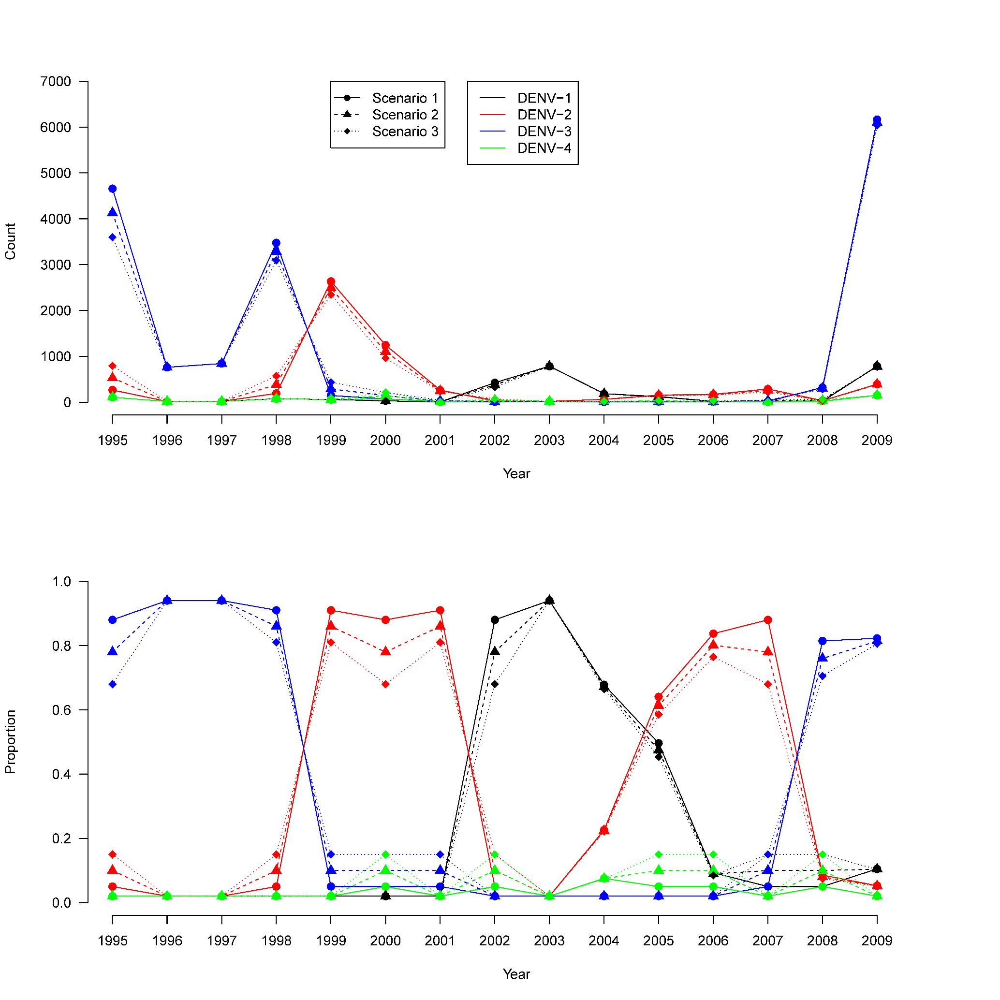 7000
6000
5000
4000
3000
2000
1000
0
Count
Scenario 1
Scenario 2
Scenario 3
DENV−1
DENV−2
DENV−3
DENV−4
1995 1996 1997 1998 1999 2000 2001 2002 2003 2004 2005 2006 2007 2008 2009
Year
1.0
0.8
0.6
0.4
0.2
0.0
Proportion
1995 1996 1997 1998 1999 2000 2001 2002 2003 2004 2005 2006 2007 2008 2009
Year